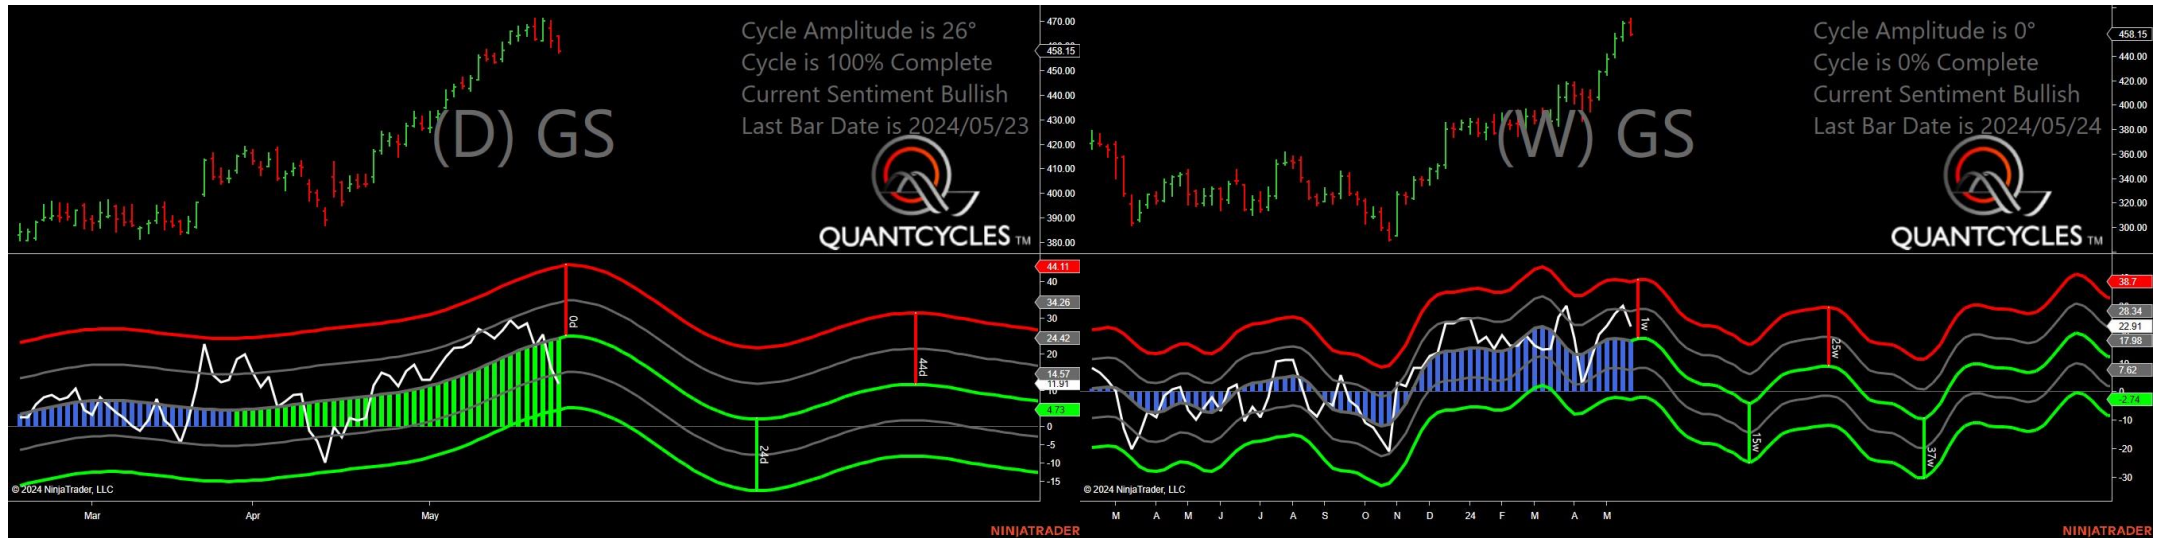 Cycle Amplitude is 26°
Cycle is 100% Complete
Current Sentiment Bullish
Last Bar Date is 2024/05/23
(D) GS
QUANTCYCLES TM
470.00
458.15
450.00
440.00
430.00
420.00
410.00
400.00
390.00
380.00
44.11
40
34.26
30
24.42
20
14.57
11.91
4.73
0
-5
-10
-15
0d
24d
44d
© 2024 NinjaTrader, LLC
Mar Apr May
NINJATRADER
Cycle Amplitude is 0°
Cycle is 0% Complete
Current Sentiment Bullish
Last Bar Date is 2024/05/24
(W) GS
QUANTCYCLES TM
458.15
440.00
420.00
400.00
380.00
360.00
340.00
320.00
300.00
38.7
28.34
22.91
17.98
7.62
0
-2.74
-10
-20
-30
1w
15w
25w
37w
© 2024 NinjaTrader, LLC
M A M J J A S O N D 24 F M A M
NINJATRADER